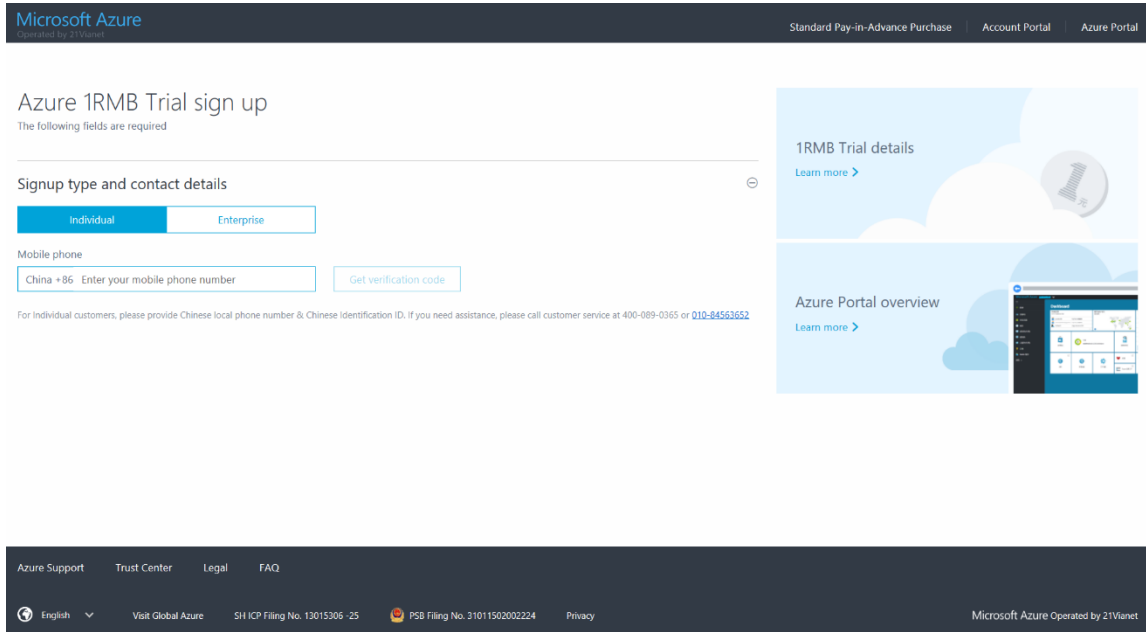 Microsoft Azure
Operated by 21Vianet
Standard Pay-in-Advance Purchase
Account Portal
Azure Portal
Azure 1RMB Trial sign up
The following fields are required
Signup type and contact details
Individual
Enterprise
Mobile phone
China +86 Enter your mobile phone number
Get verification code
For Individual customers, please provide Chinese local phone number & Chinese Identification ID. If you need assistance, please call customer service at 400-089-0365 or 010-84563652
1RMB Trial details
Learn more
1
元
Azure Portal overview
Learn more
Dashboard
Azure Support
Trust Center
Legal
FAQ
English
Visit Global Azure
SH ICP Filing No. 13015306 -25
PSB Filing No. 31011502002224
Privacy
Microsoft Azure Operated by 21Vianet